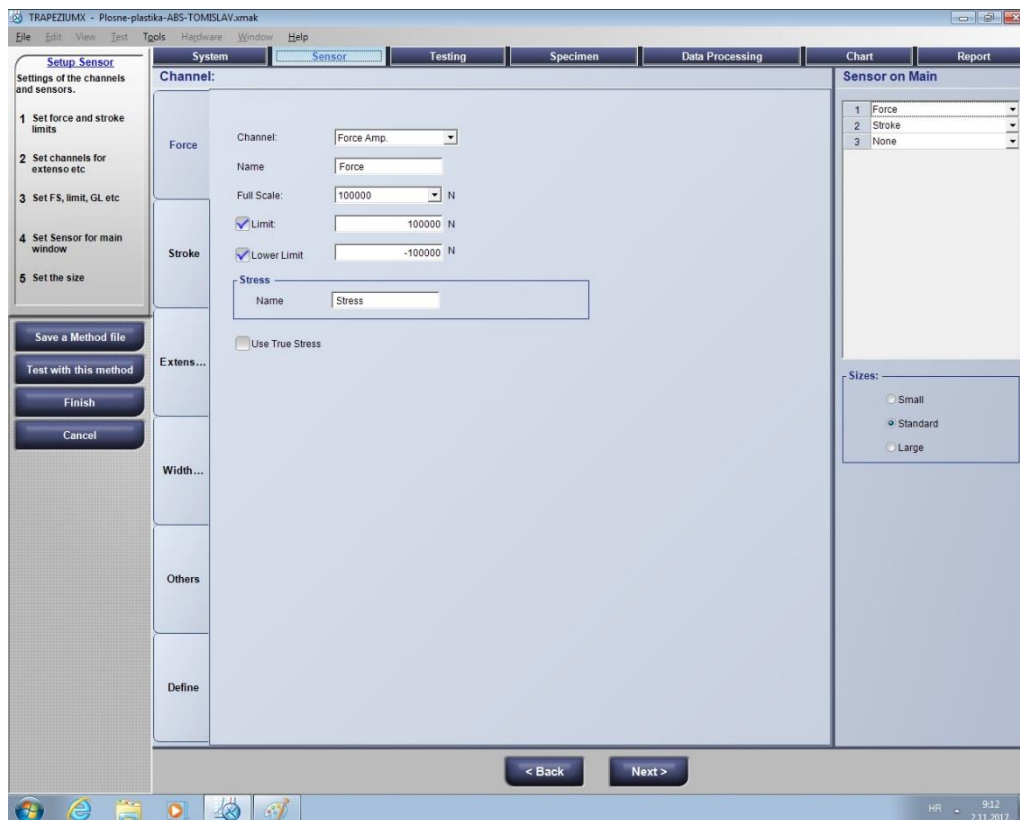 TRAPEZIUMX - Plosne-plastika-ABS-TOMISLAV.xmak
File Edit View Test Tools Hardware Window Help
Setup Sensor
Settings of the channels
and sensors.
1 Set force and stroke
limits
2 Set channels for
extenso etc
3 Set FS, limit, GL etc
4 Set Sensor for main
window
5 Set the size
Save a Method file
Test with this method
Finish
Cancel
System Sensor Testing Specimen Data Processing Chart Report
Channel:
Force
Stroke
Extens...
Width...
Others
Define
Channel: Force Amp.
Name Force
Full Scale: 100000 N
Limit: 100000 N
Lower Limit -100000 N
Stress
Name Stress
Use True Stress
< Back Next >
Sensor on Main
1 Force
2 Stroke
3 None
Sizes:
Small
Standard
Large
HR 9:12
2.11.2017